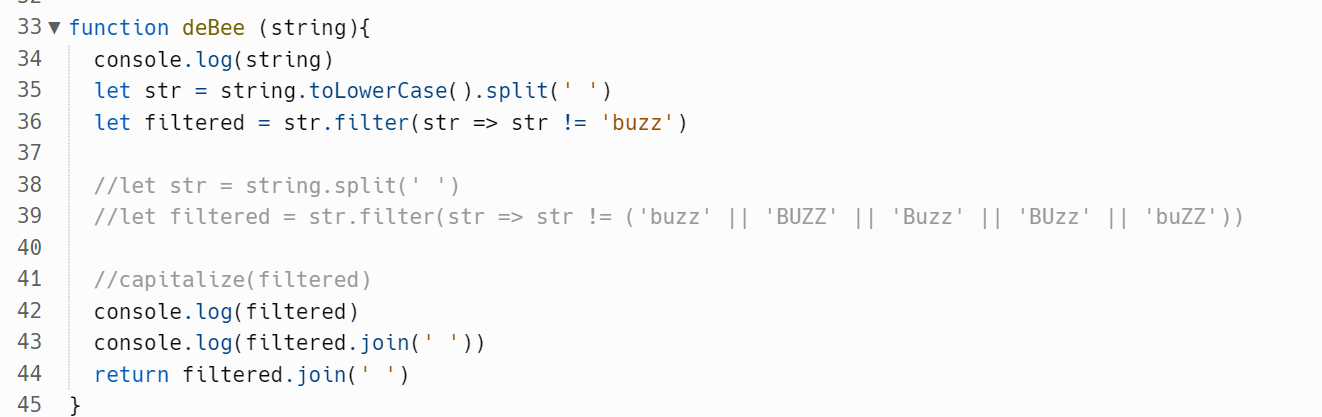 33 ▼ function deBee (string){
34 console.log(string)
35 let str = string.toLowerCase().split(' ')
36 let filtered = str.filter(str => str != 'buzz')
37
38 //let str = string.split(' ')
39 //let filtered = str.filter(str => str != ('buzz' || 'BUZZ' || 'Buzz' || 'BUzz' || 'buZZ'))
40
41 //capitalize(filtered)
42 console.log(filtered)
43 console.log(filtered.join(' '))
44 return filtered.join(' ')
45 }